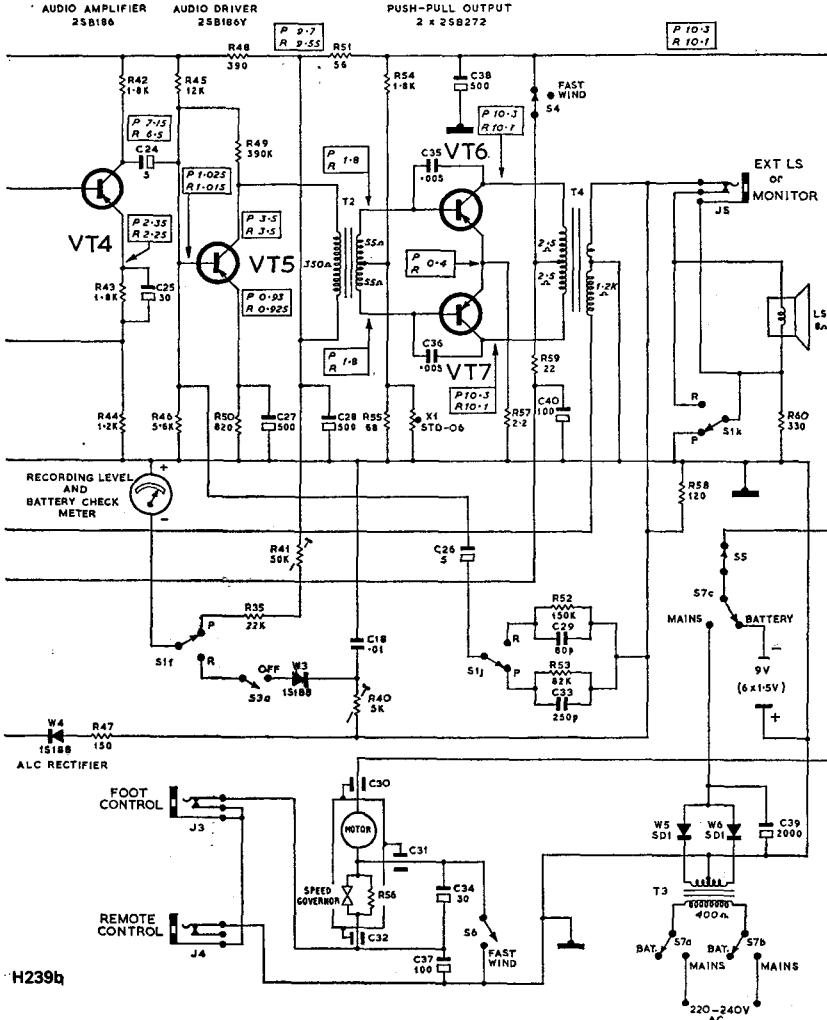 AUDIO AMPLIFIER
2SB186
AUDIO DRIVER
2SB186Y
PUSH-PULL OUTPUT
2 x 2SB272
P 9·7
R 9·55
P 10·3
R 10·1
R48
390
R51
56
R42
1·8K
R45
12K
R54
1·8K
C38
500
FAST
WIND
S4
P 7·15
R 6·5
C24
5
R49
390K
P 1·8
R
C35
·005
VT6
P 10·3
R 10·1
EXT LS
or
MONITOR
J5
P 1·025
R 1·015
T2
T4
P 2·35
R 2·25
VT4
P 3·5
R 3·5
VT5
350Ω
55Ω
55Ω
P
R 0·4
2·5
Ω
2·5
Ω
1·2K
R43
1·8K
C25
30
P 0·93
R 0·925
P 1·8
R
C36
·005
VT7
P 10·3
R 10·1
LS
8Ω
R59
22
R44
1·2K
R46
5·6K
R50
820
C27
500
C28
500
R55
68
X1
STD-06
R57
2·2
C40
100
R
P
S1k
R60
330
RECORDING LEVEL
AND
BATTERY CHECK
METER
+
−
R58
120
R41
50K
C26
5
S5
S7c
MAINS
BATTERY
−
9V
(6 x 1·5V)
+
R35
22K
P
R
S1f
S3a
OFF
W3
1S188
C18
·01
R40
5K
R52
150K
C29
80p
R53
82K
C33
250p
R
P
S1j
W4
1S188
R47
150
ALC RECTIFIER
FOOT
CONTROL
J3
C30
MOTOR
C31
SPEED
GOVERNOR
R56
C32
C34
30
C37
100
S6
FAST
WIND
W5
SD1
W6
SD1
C39
2000
T3
400Ω
REMOTE
CONTROL
J4
BAT.
S7a
BAT.
S7b
MAINS
MAINS
H239b
220-240V
AC